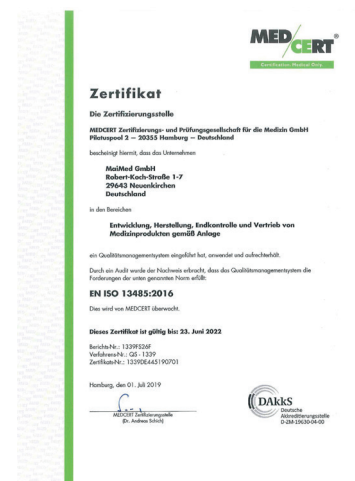 MED/CERT®
Certification. Medical. Care.
Zertifikat
Die Zertifizierungsstelle
MEDCERT Zertifizierungs- und Prüfungsgesellschaft für die Medizin GmbH
Pilatuspool 2 – 20355 Hamburg – Deutschland
bescheinigt hiermit, dass das Unternehmen
MaiMed GmbH
Robert-Koch-Straße 1-7
29643 Neuenkirchen
Deutschland
in den Bereichen
Entwicklung, Herstellung, Endkontrolle und Vertrieb von
Medizinprodukten gemäß Anlage
ein Qualitätsmanagementsystem eingeführt hat, anwendet und aufrechterhält.
Durch ein Audit wurde der Nachweis erbracht, dass das Qualitätsmanagementsystem die
Forderungen der unten genannten Norm erfüllt:
EN ISO 13485:2016
Dies wird von MEDCERT überwacht.
Dieses Zertifikat ist gültig bis: 23. Juni 2022
Berichts-Nr.: 1339FS26F
Verfahrens-Nr.: QS - 1339
Zertifikats-Nr.: 1339DE445190701
Hamburg, den 01. Juli 2019
MEDCERT Zertifizierungsstelle
(Dr. Andreas Schich)
DAkkS
Deutsche
Akkreditierungsstelle
D-ZM-19630-04-00